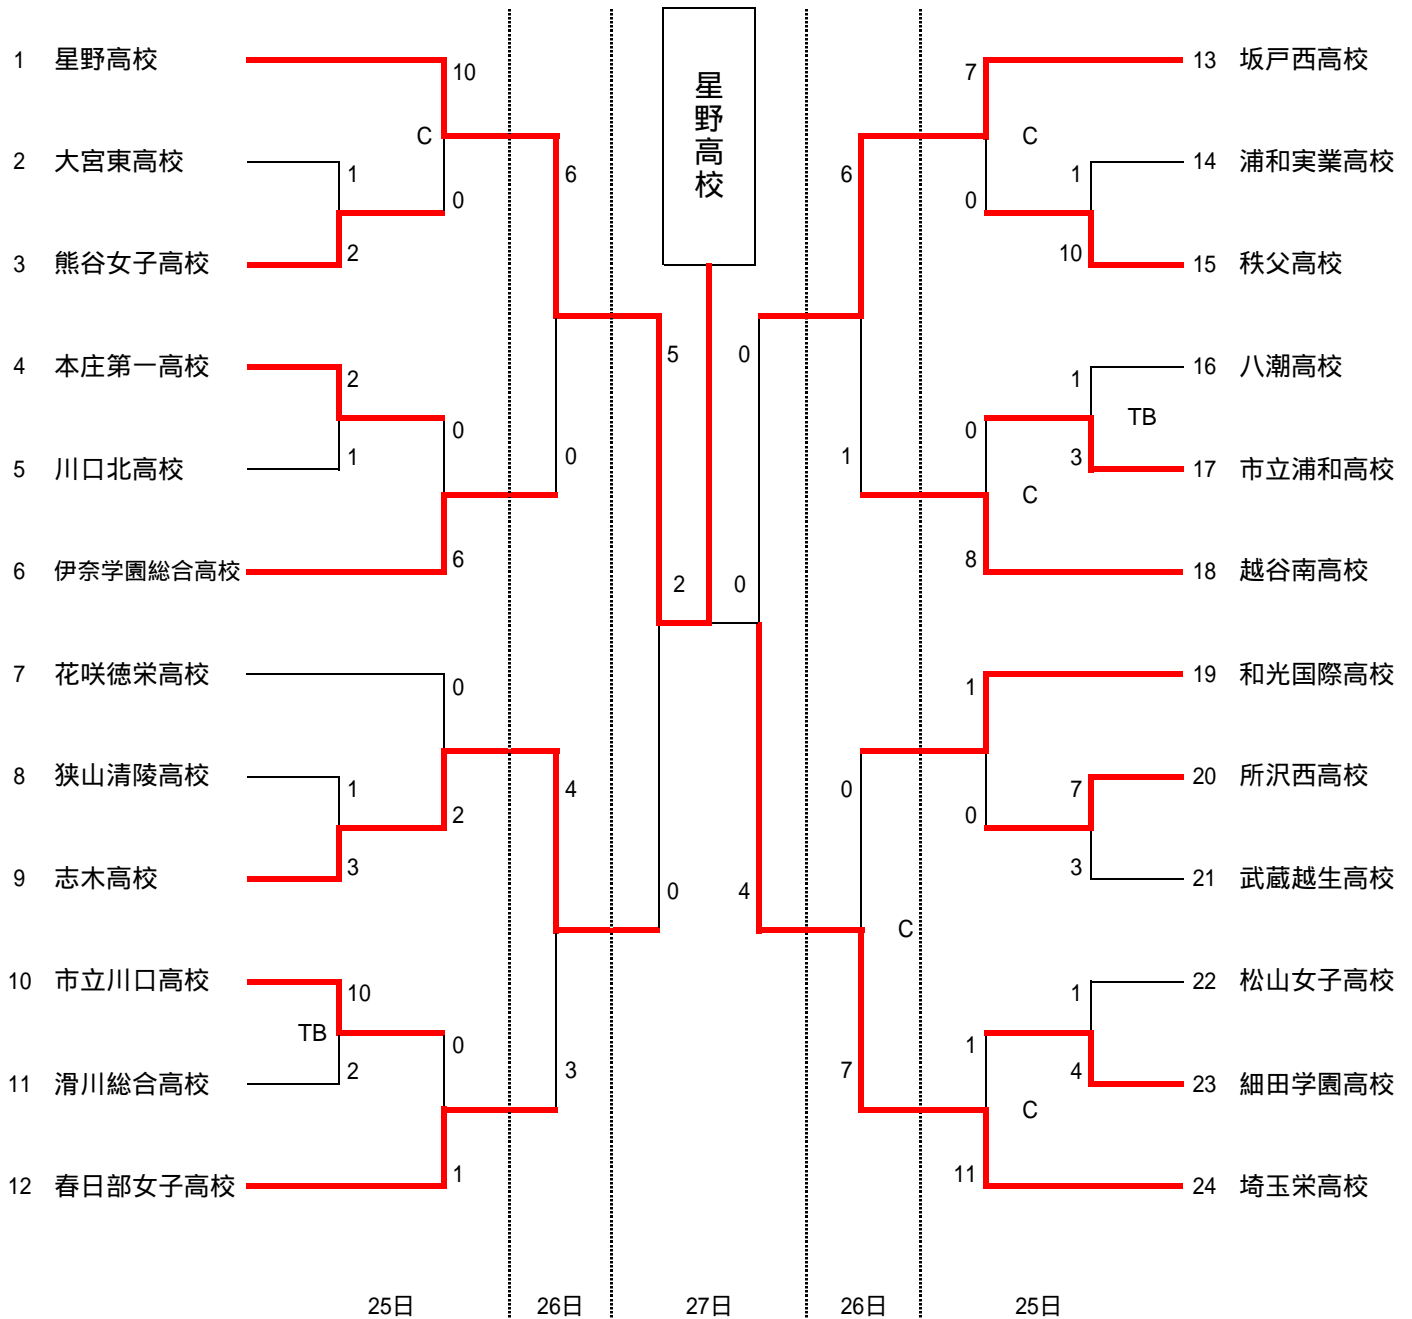 星野高校
1 星野高校
10
C
2 大宮東高校
1
0
2
3 熊谷女子高校
6
4 本庄第一高校
2
0
1
5 川口北高校
0
6
6 伊奈学園総合高校
5
2
7 花咲徳栄高校
0
8 狭山清陵高校
1
2
3
9 志木高校
4
0
10 市立川口高校
10
TB
0
2
11 滑川総合高校
3
1
12 春日部女子高校
7
13 坂戸西高校
C
1
14 浦和実業高校
0
10
15 秩父高校
6
0
1
16 八潮高校
TB
0
3
17 市立浦和高校
1
C
8
18 越谷南高校
0
1
19 和光国際高校
7
20 所沢西高校
0
0
3
21 武蔵越生高校
4
C
1
22 松山女子高校
1
4
23 細田学園高校
7
C
11
24 埼玉栄高校
25日
26日
27日
26日
25日